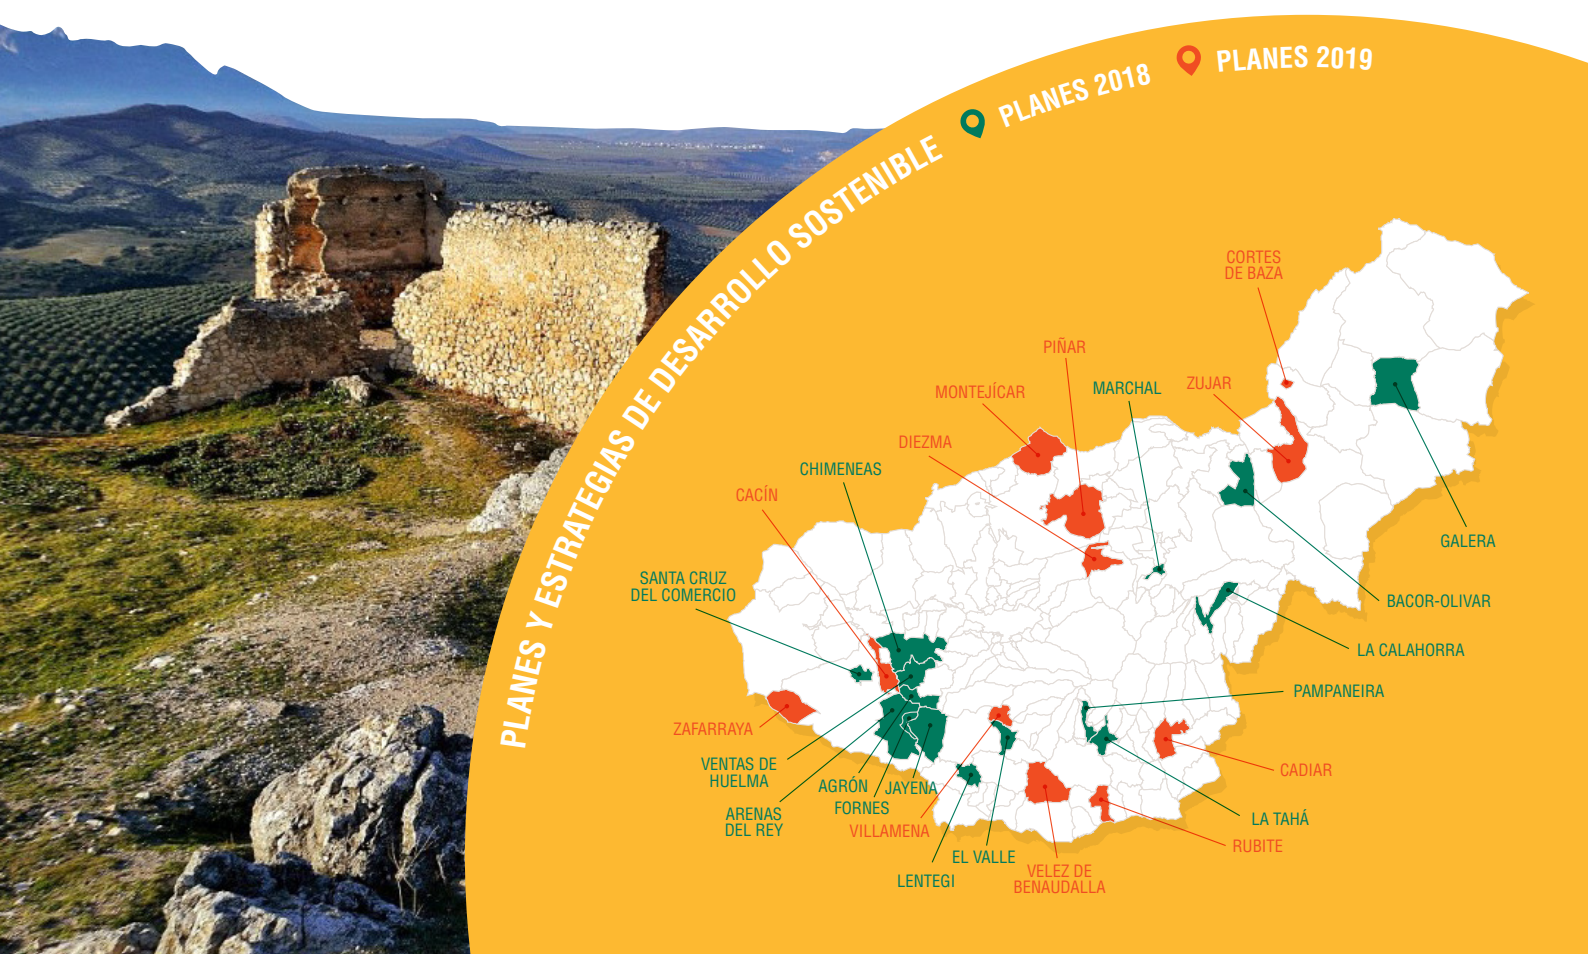 PLANES Y ESTRATEGIAS DE DESARROLLO SOSTENIBLE
PLANES 2018
PLANES 2019
CORTES
DE BAZA
PIÑAR
MONTEJÍCAR
MARCHAL
ZUJAR
DIEZMA
CHIMENEAS
CACÍN
SANTA CRUZ
DEL COMERCIO
GALERA
BACOR-OLIVAR
LA CALAHORRA
PAMPANEIRA
ZAFARRAYA
VENTAS DE
HUELMA
AGRÓN
JAYENA
FORNES
ARENAS
DEL REY
VILLAMENA
CADIAR
LA TAHÁ
RUBITE
EL VALLE
LENTEGI
VELEZ DE
BENAUDALLA